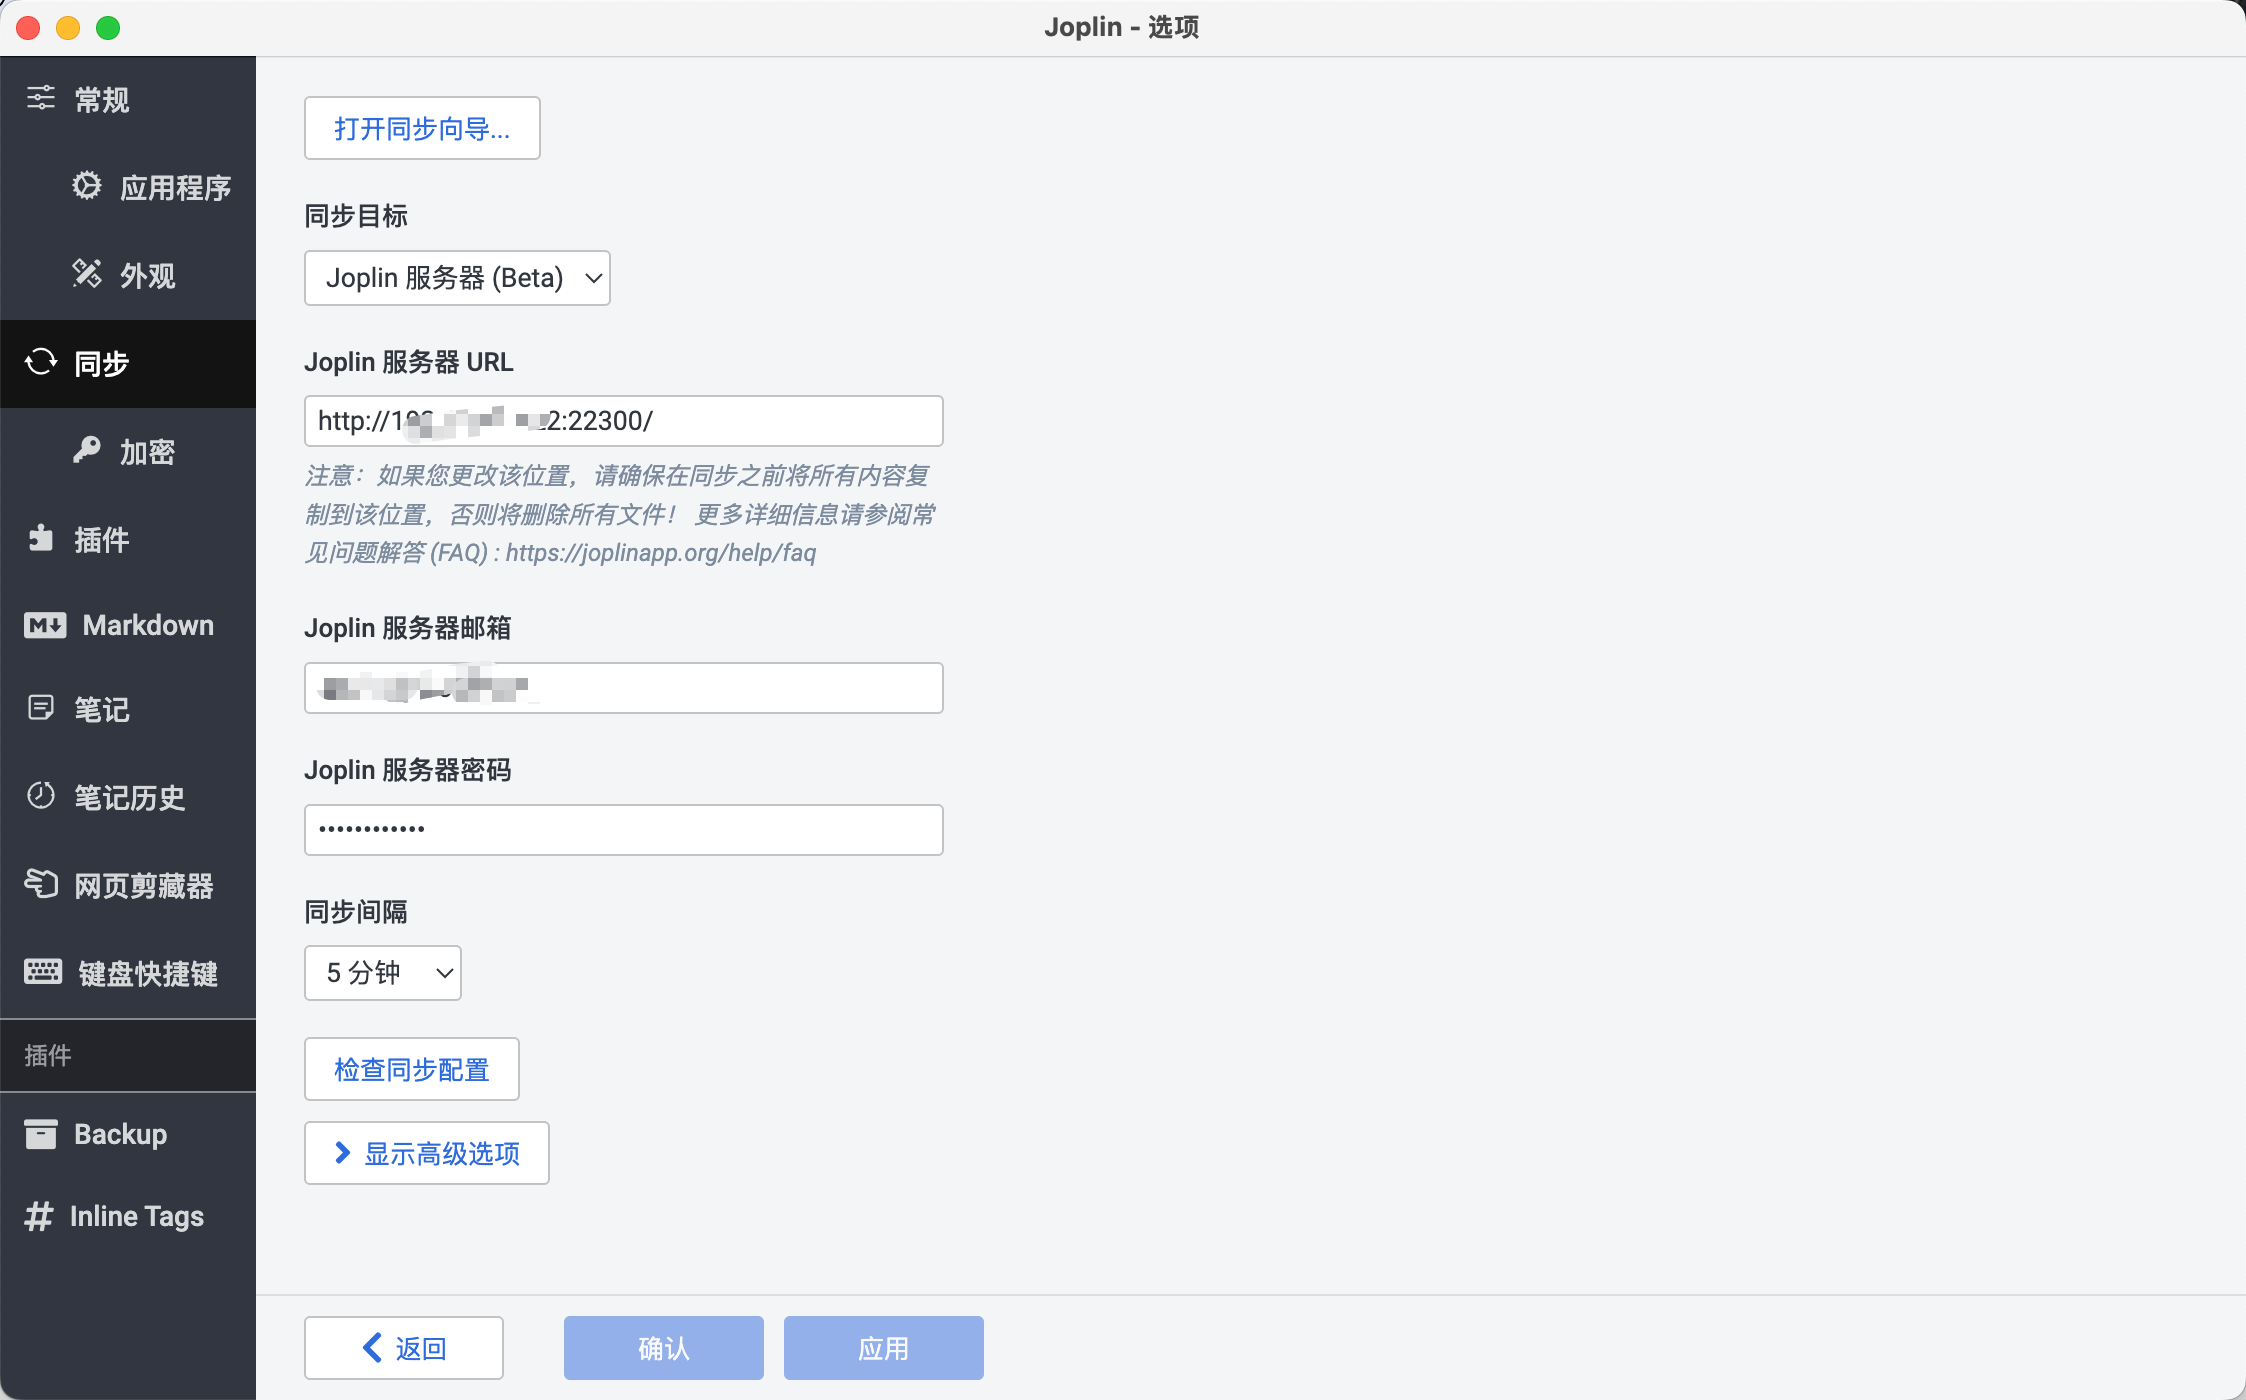 Joplin - 选项
常规
应用程序
外观
同步
加密
插件
Markdown
笔记
笔记历史
网页剪藏器
键盘快捷键
插件
Backup
Inline Tags
打开同步向导...
同步目标
Joplin 服务器 (Beta)
Joplin 服务器 URL
http://1 2:22300/
注意：如果您更改该位置，请确保在同步之前将所有内容复
制到该位置，否则将删除所有文件！ 更多详细信息请参阅常
见问题解答 (FAQ) : https://joplinapp.org/help/faq
Joplin 服务器邮箱
Joplin 服务器密码
••••••••••••
同步间隔
5 分钟
检查同步配置
显示高级选项
返回
确认
应用